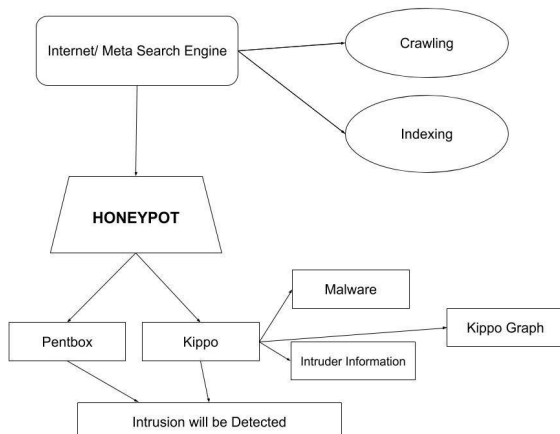 Internet/ Meta Search Engine
Crawling
Indexing
HONEYPOT
Malware
Pentbox
Kippo
Kippo Graph
Intruder Information
Intrusion will be Detected